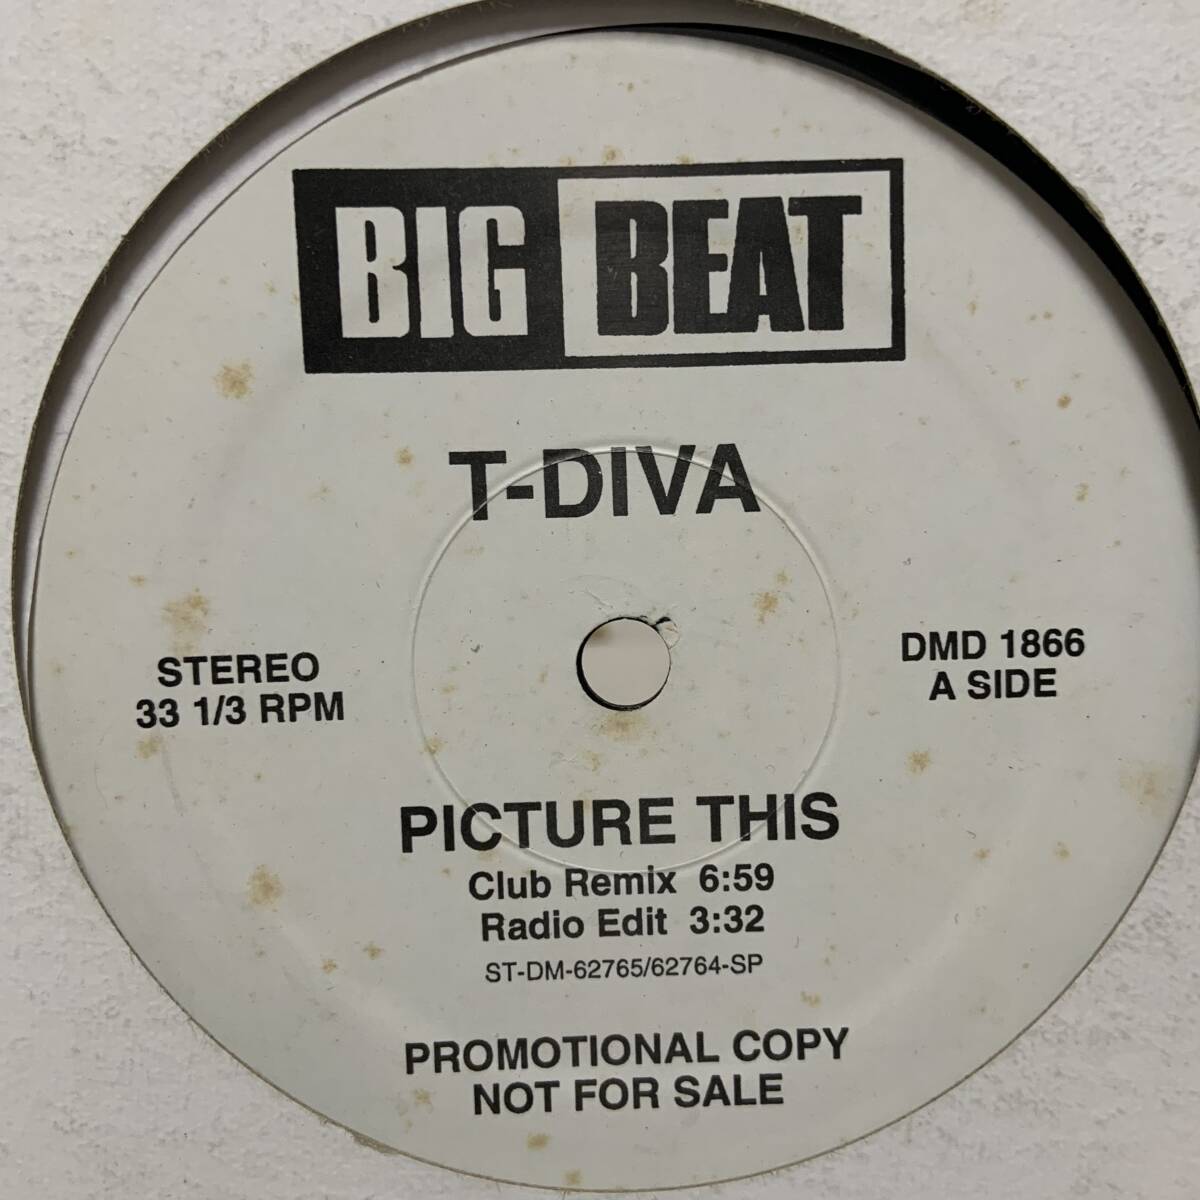 BIG BEAT
T-DIVA
STEREO
33 1/3 RPM
DMD 1866
A SIDE
PICTURE THIS
Club Remix 6:59
Radio Edit 3:32
ST-DM-62765/62764-SP
PROMOTIONAL COPY
NOT FOR SALE